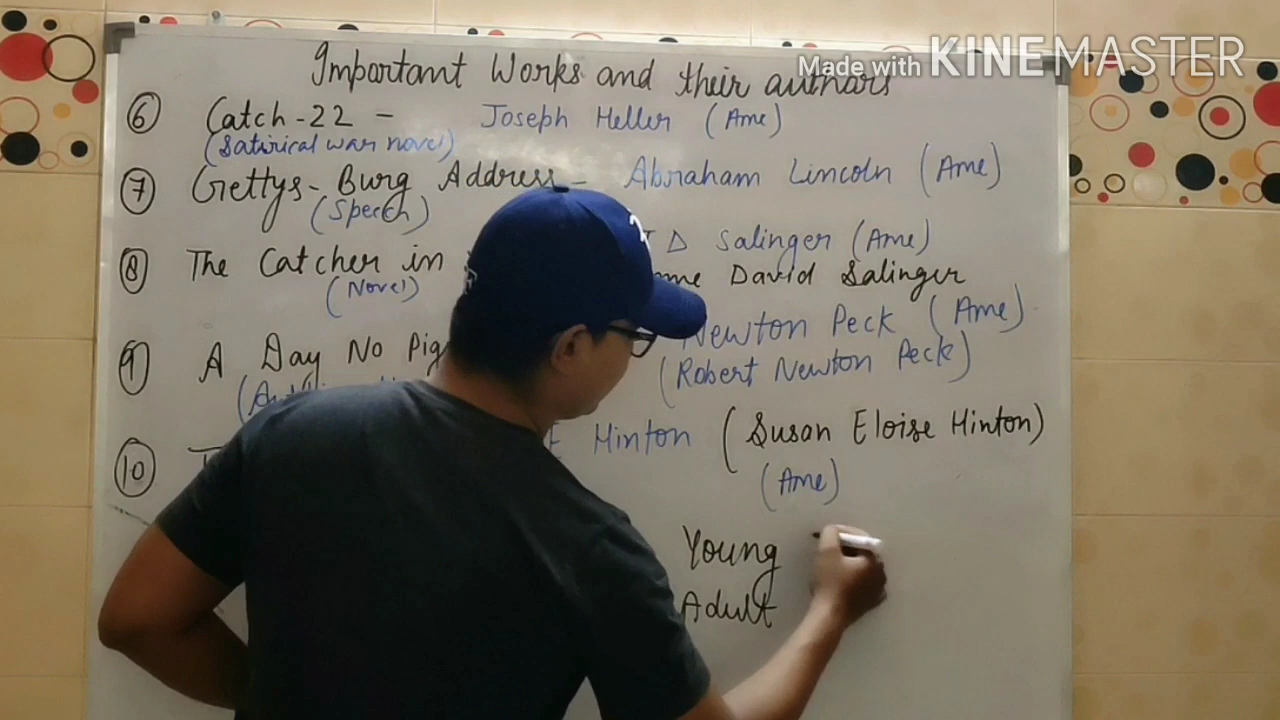 Made with KINEMASTER
Important Works and their authors
6 Catch-22 - Joseph Heller (Ame)
(Satirical war novel)
7 Gettys-Burg Address - Abraham Lincoln (Ame)
(Speech)
8 The Catcher in D Salinger (Ame)
(Novel) David Salinger
9 A Day No Pig Newton Peck (Ame)
(Robert Newton Peck)
10 Hinton (Susan Eloise Hinton)
(Ame)
Young
Adult